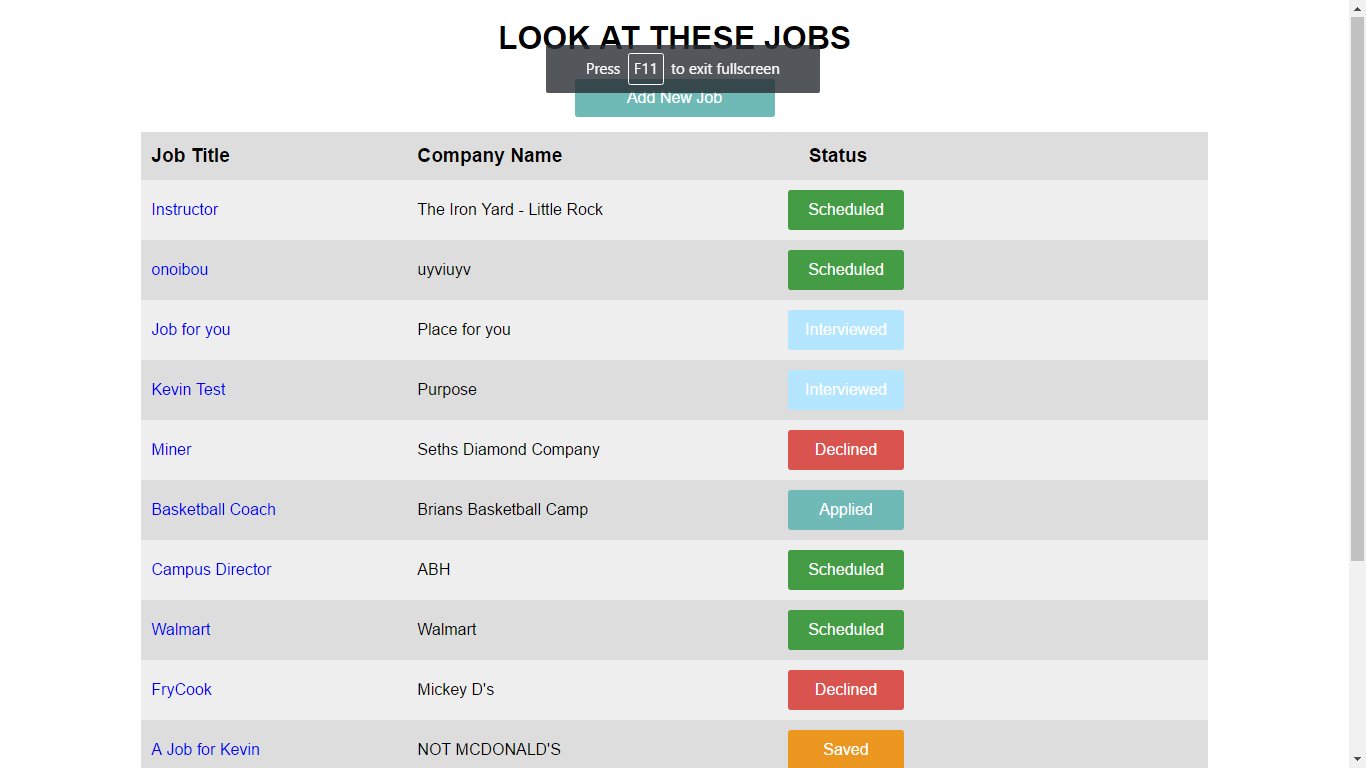 LOOK AT THESE JOBS
Press F11 to exit fullscreen
Add New Job
Job Title Company Name Status
Instructor The Iron Yard - Little Rock Scheduled
onoibou uyviuyv Scheduled
Job for you Place for you Interviewed
Kevin Test Purpose Interviewed
Miner Seths Diamond Company Declined
Basketball Coach Brians Basketball Camp Applied
Campus Director ABH Scheduled
Walmart Walmart Scheduled
FryCook Mickey D's Declined
A Job for Kevin NOT MCDONALD'S Saved